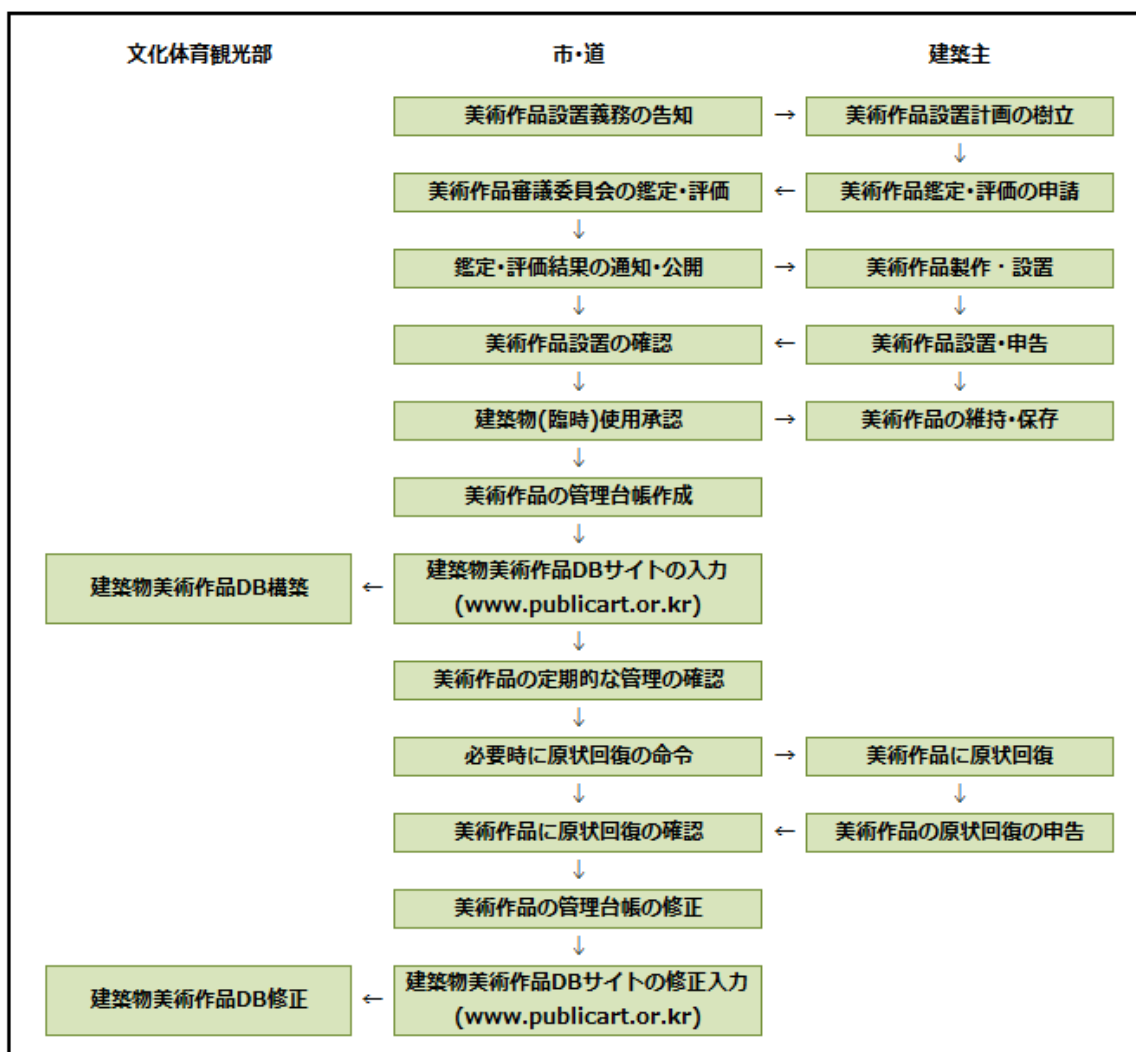 文化体育観光部 市･道 建築主
美術作品設置義務の告知 → 美術作品設置計画の樹立
↓
美術作品審議委員会の鑑定･評価 ← 美術作品鑑定･評価の申請
↓
鑑定･評価結果の通知･公開 → 美術作品製作・設置
↓ ↓
美術作品設置の確認 ← 美術作品設置･申告
↓ ↓
建築物(臨時)使用承認 → 美術作品の維持･保存
↓
美術作品の管理台帳作成
↓
建築物美術作品DB構築 ← 建築物美術作品DBサイトの入力
(www.publicart.or.kr)
↓
美術作品の定期的な管理の確認
↓
必要時に原状回復の命令 → 美術作品に原状回復
↓ ↓
美術作品に原状回復の確認 ← 美術作品の原状回復の申告
↓
美術作品の管理台帳の修正
↓
建築物美術作品DB修正 ← 建築物美術作品DBサイトの修正入力
(www.publicart.or.kr)